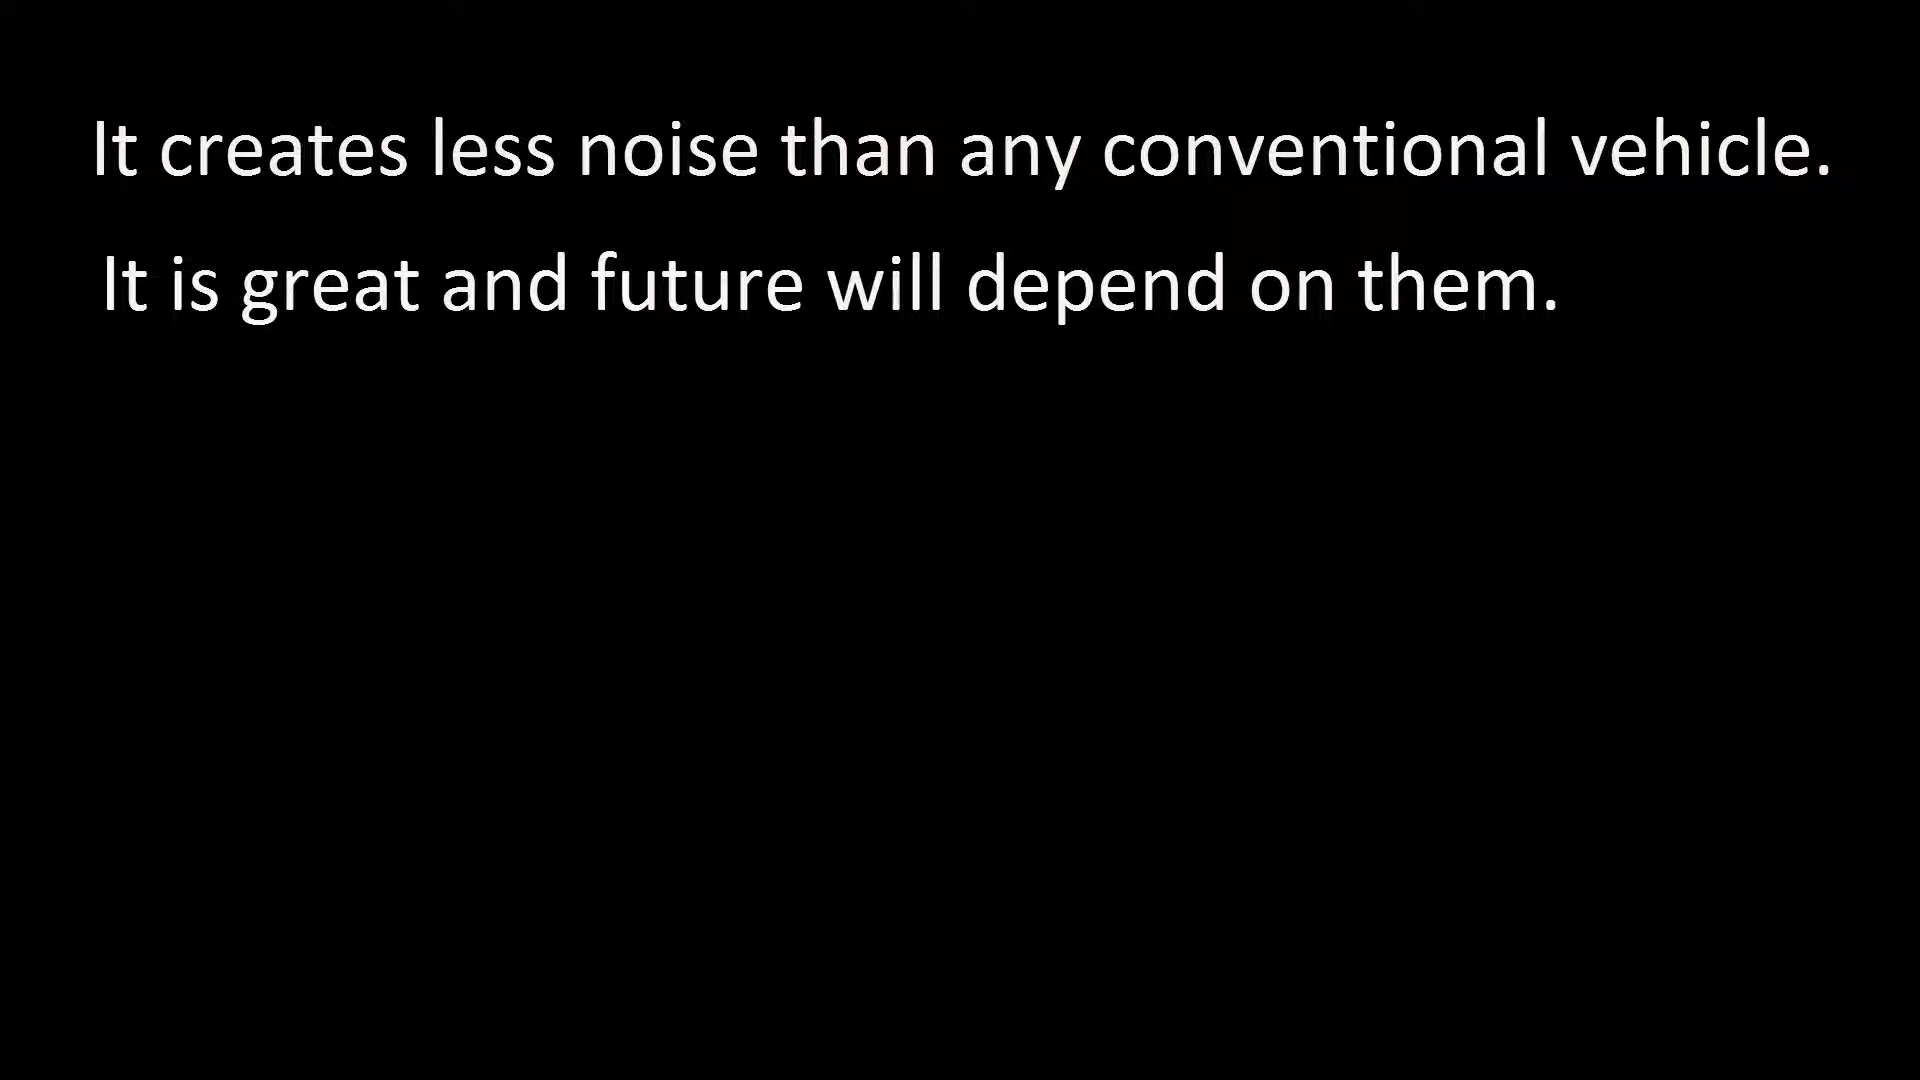 It creates less noise than any conventional vehicle.
It is great and future will depend on them.